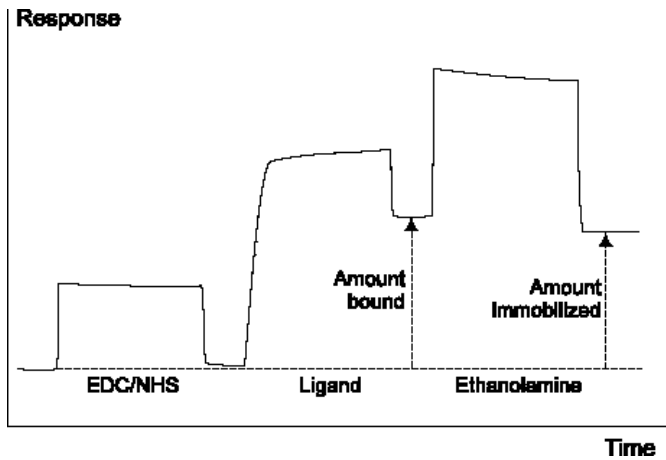 Response
Amount
bound
Amount
Immobilized
EDC/NHS
Ligand
Ethanolamine
Time